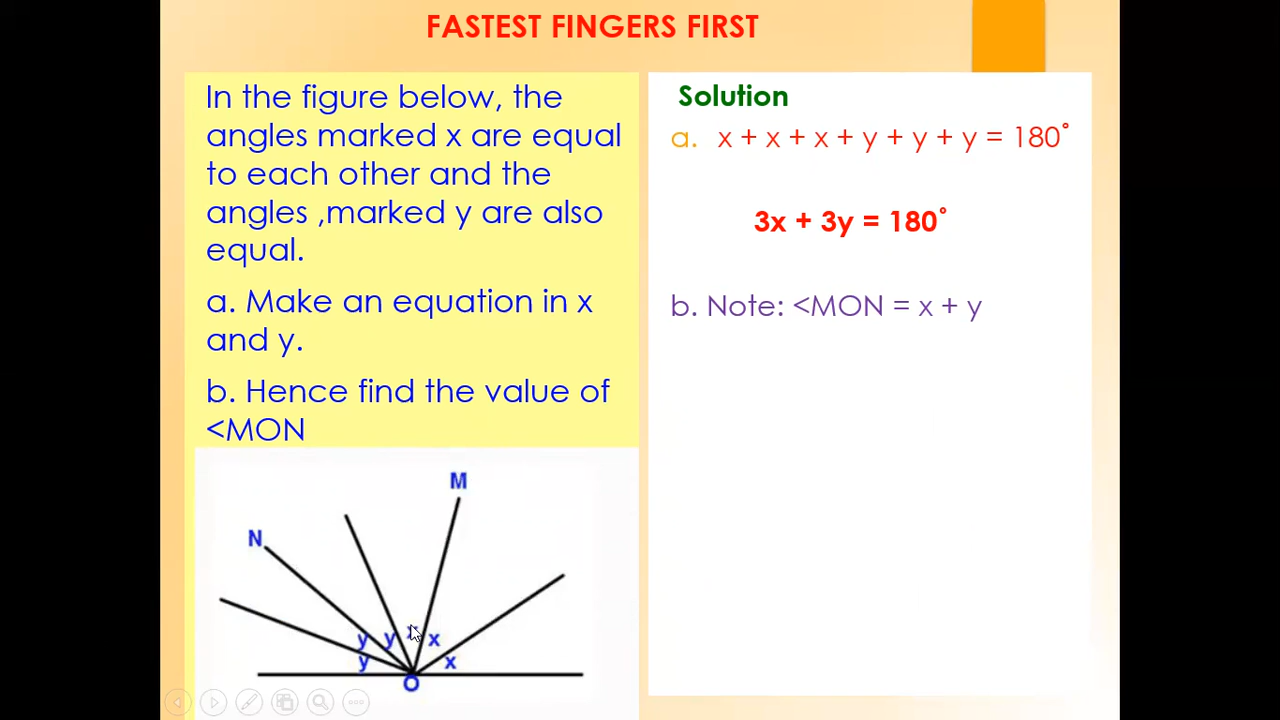 FASTEST FINGERS FIRST
In the figure below, the
angles marked x are equal
to each other and the
angles ,marked y are also
equal.
a. Make an equation in x
and y.
b. Hence find the value of
<MON
M
N
y y x
y x
O
Solution
a. x + x + x + y + y + y = 180˚
3x + 3y = 180˚
b. Note: <MON = x + y